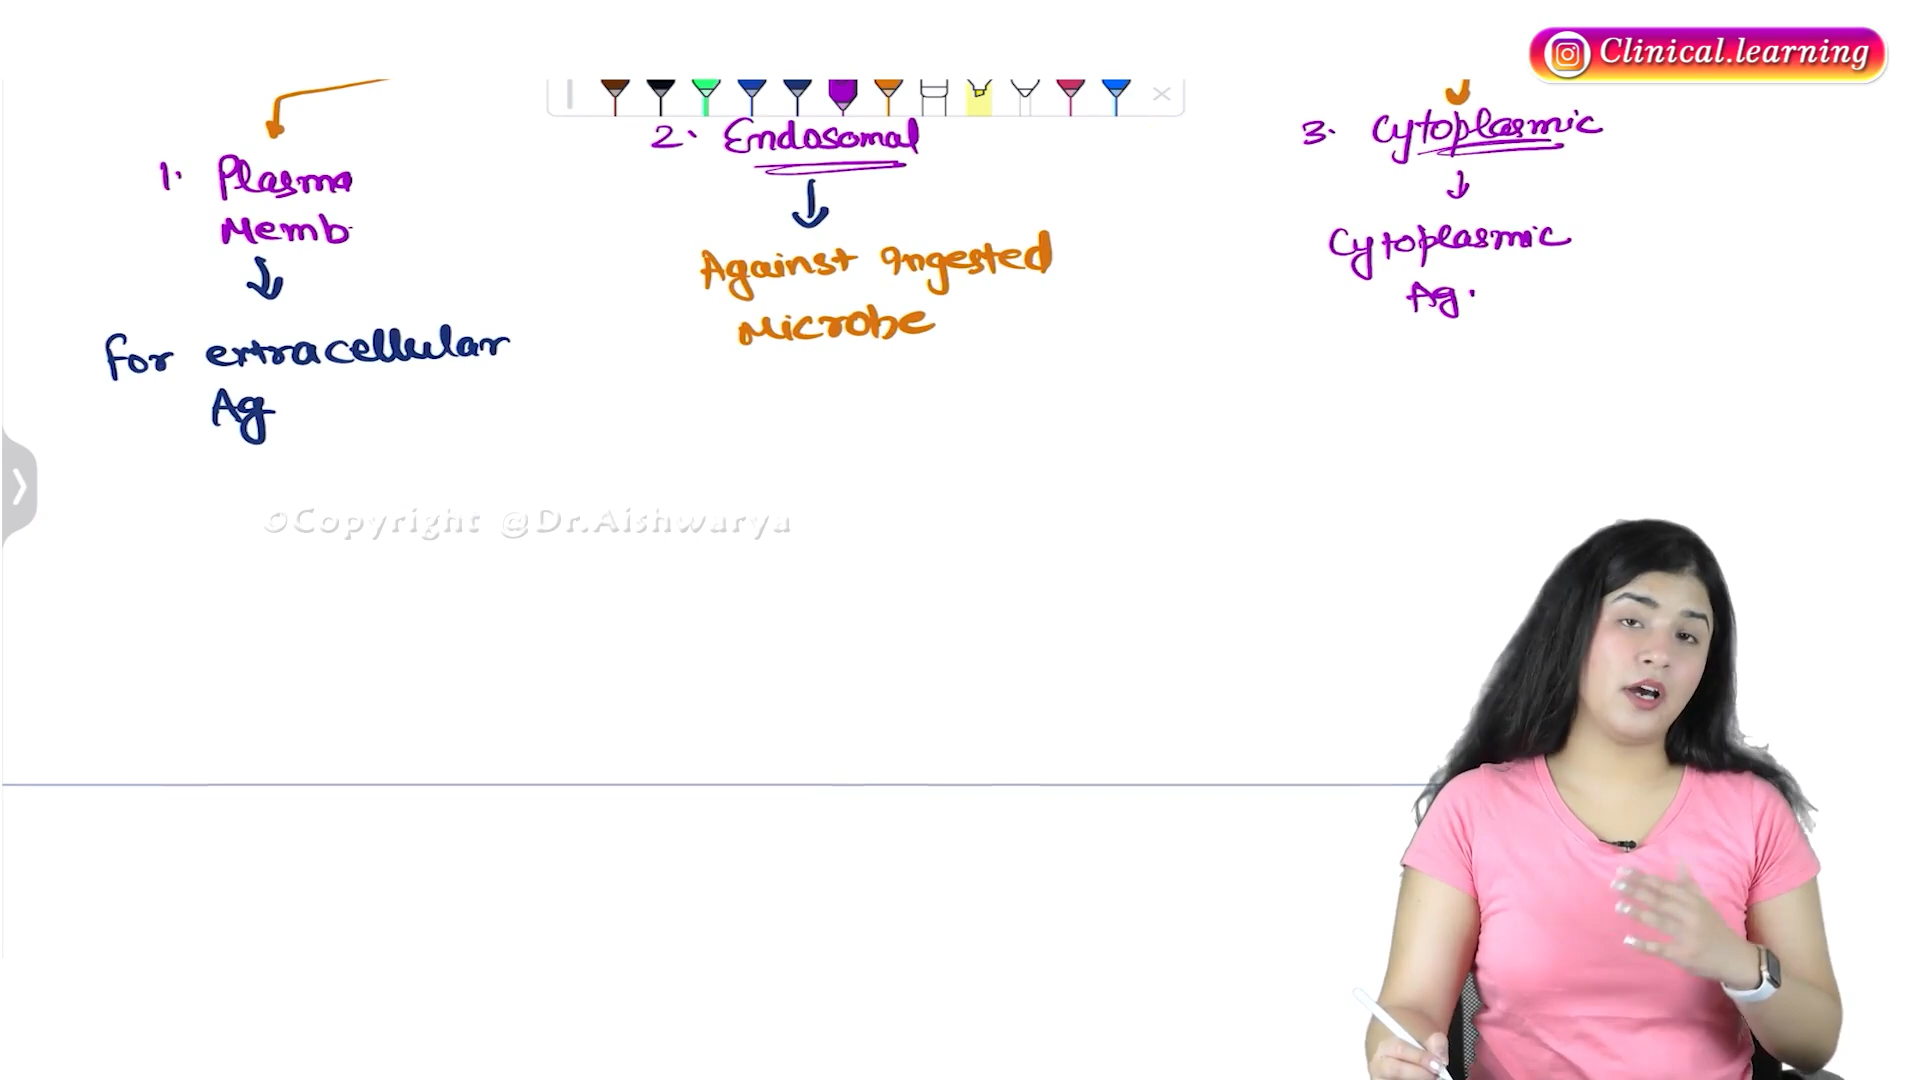 Clinical.learning
1. Plasma
Memb.
For extracellular
Ag
2. Endosomal
Against Ingested
Microbe
3. Cytoplasmic
Cytoplasmic
Ag.
©Copyright @Dr.Aishwarya